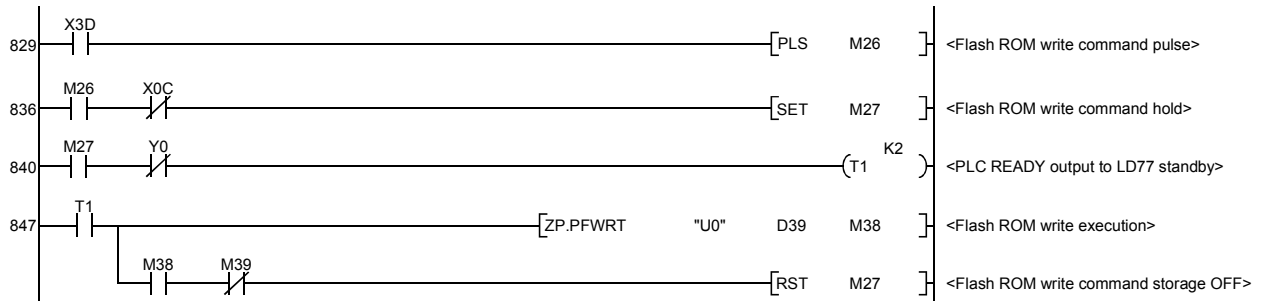 X3D
829 PLS M26 <Flash ROM write command pulse>
M26 X0C
836 SET M27 <Flash ROM write command hold>
M27 Y0 K2
840 T1 <PLC READY output to LD77 standby>
T1
847 ZP.PFWRT "U0" D39 M38 <Flash ROM write execution>
M38 M39
RST M27 <Flash ROM write command storage OFF>